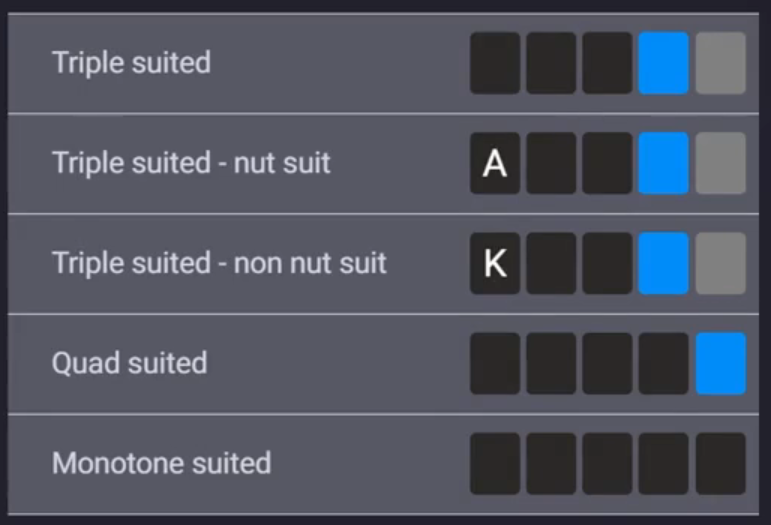 Triple suited
Triple suited - nut suit A
Triple suited - non nut suit K
Quad suited
Monotone suited